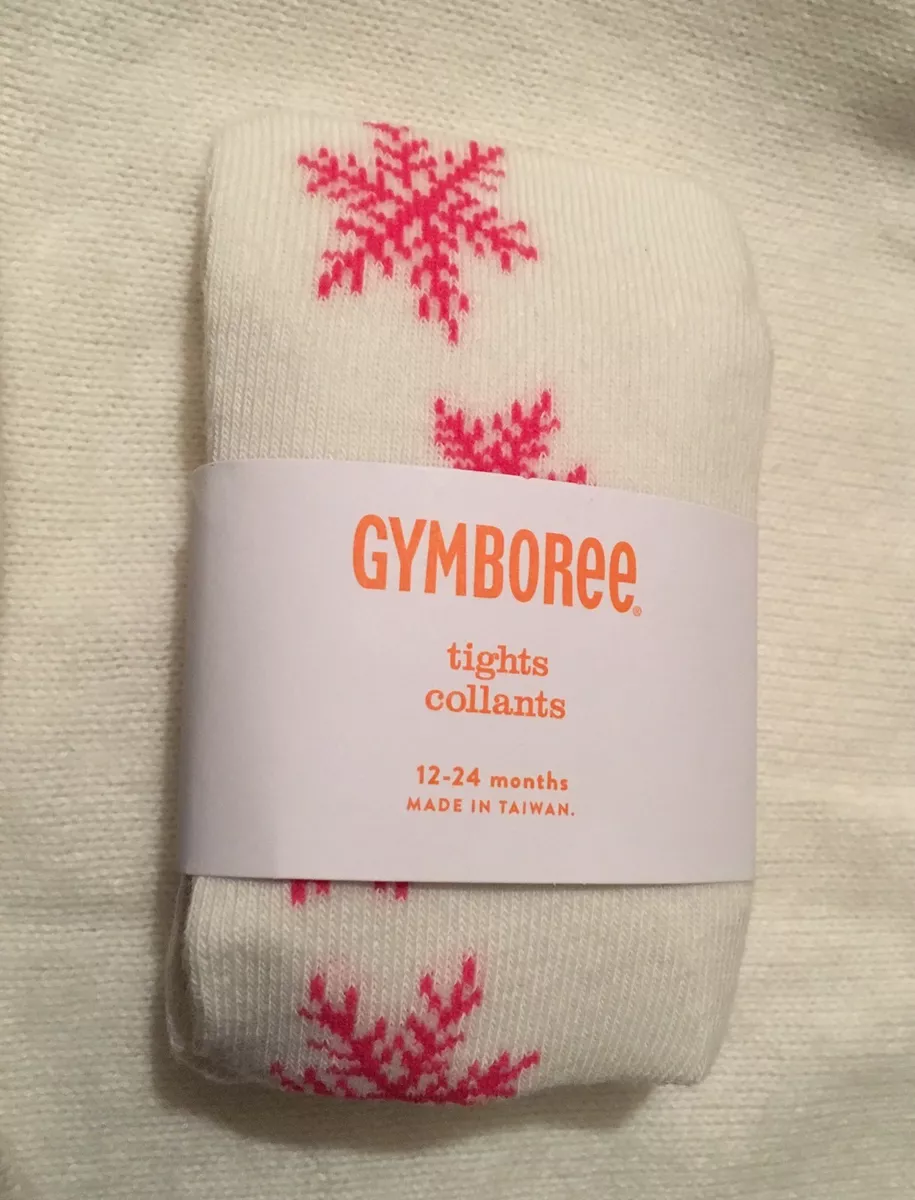 GYMBOREE®
tights
collants
12-24 months
MADE IN TAIWAN.